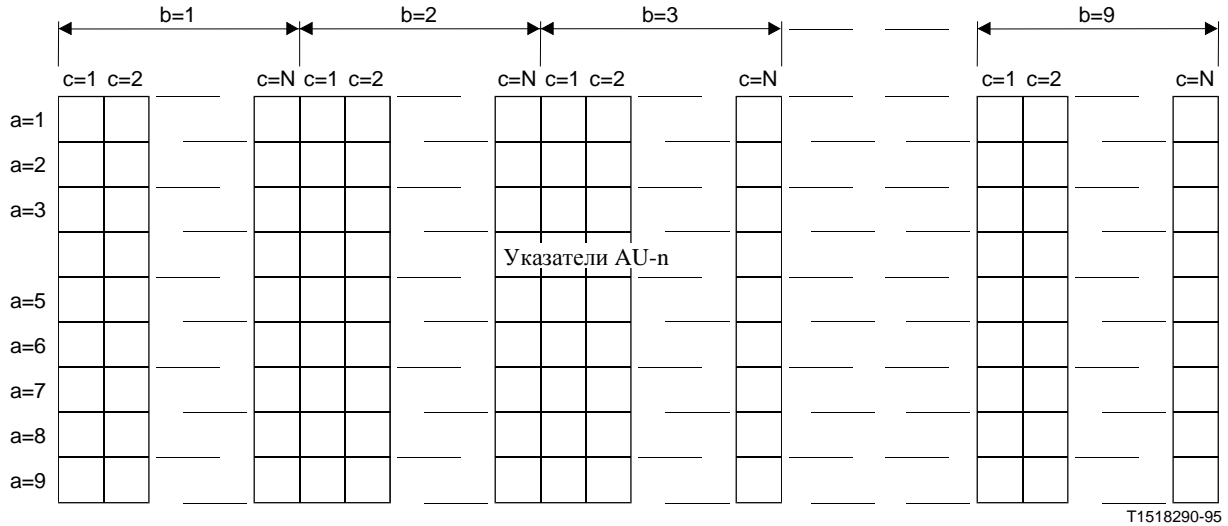 b=1 b=2 b=3 b=9
c=1 c=2 c=N c=1 c=2 c=N c=1 c=2 c=N c=1 c=2 c=N
a=1
a=2
a=3
Указатели AU-n
a=5
a=6
a=7
a=8
a=9
T1518290-95